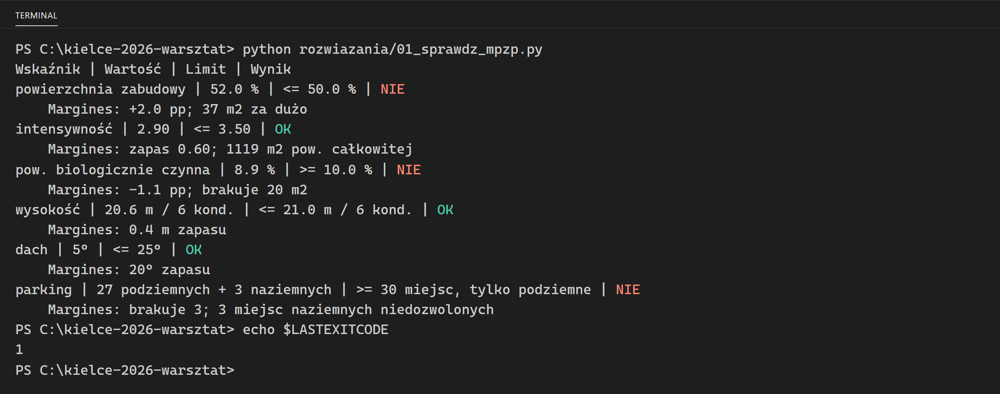 TERMINAL
PS C:\kielce-2026-warsztat> python rozwiazania/01_sprawdz_mpzp.py
Wskaźnik | Wartość | Limit | Wynik
powierzchnia zabudowy | 52.0 % | <= 50.0 % | NIE
    Margines: +2.0 pp; 37 m2 za dużo
intensywność | 2.90 | <= 3.50 | OK
    Margines: zapas 0.60; 1119 m2 pow. całkowitej
pow. biologicznie czynna | 8.9 % | >= 10.0 % | NIE
    Margines: -1.1 pp; brakuje 20 m2
wysokość | 20.6 m / 6 kond. | <= 21.0 m / 6 kond. | OK
    Margines: 0.4 m zapasu
dach | 5° | <= 25° | OK
    Margines: 20° zapasu
parking | 27 podziemnych + 3 naziemnych | >= 30 miejsc, tylko podziemne | NIE
    Margines: brakuje 3; 3 miejsc naziemnych niedozwolonych
PS C:\kielce-2026-warsztat> echo $LASTEXITCODE
1
PS C:\kielce-2026-warsztat>